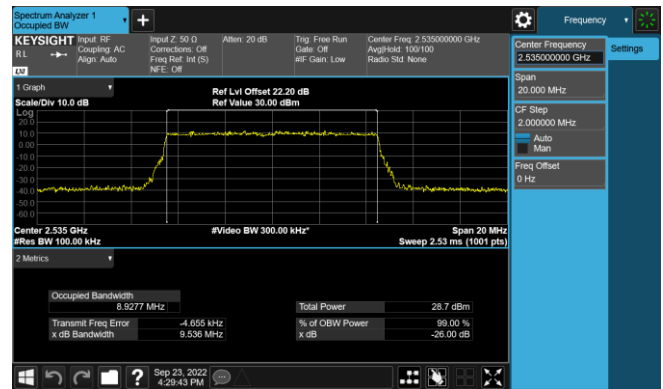 Spectrum Analyzer 1
Occupied BW
Frequency
KEYSIGHT
Input: RF
Coupling: AC
Align: Auto
RL
LXI
Input Z: 50 Ω
Corrections: Off
Freq Ref: Int (S)
NFE: Off
Atten: 20 dB
Trig: Free Run
Gate: Off
#IF Gain: Low
Center Freq: 2.535000000 GHz
Avg|Hold: 100/100
Radio Std: None
Center Frequency
2.535000000 GHz
Settings
Span
20.000 MHz
CF Step
2.000000 MHz
Auto
Man
Freq Offset
0 Hz
1 Graph
Scale/Div 10.0 dB
Ref Lvl Offset 22.20 dB
Ref Value 30.00 dBm
Log
20.0
10.0
0.00
-10.0
-20.0
-30.0
-40.0
-50.0
-60.0
Center 2.535 GHz
#Res BW 100.00 kHz
#Video BW 300.00 kHz*
Span 20 MHz
Sweep 2.53 ms (1001 pts)
2 Metrics
Occupied Bandwidth
8.9277 MHz
Total Power 28.7 dBm
Transmit Freq Error -4.655 kHz
% of OBW Power 99.00 %
x dB Bandwidth 9.536 MHz
x dB -26.00 dB
?
Sep 23, 2022
4:29:43 PM